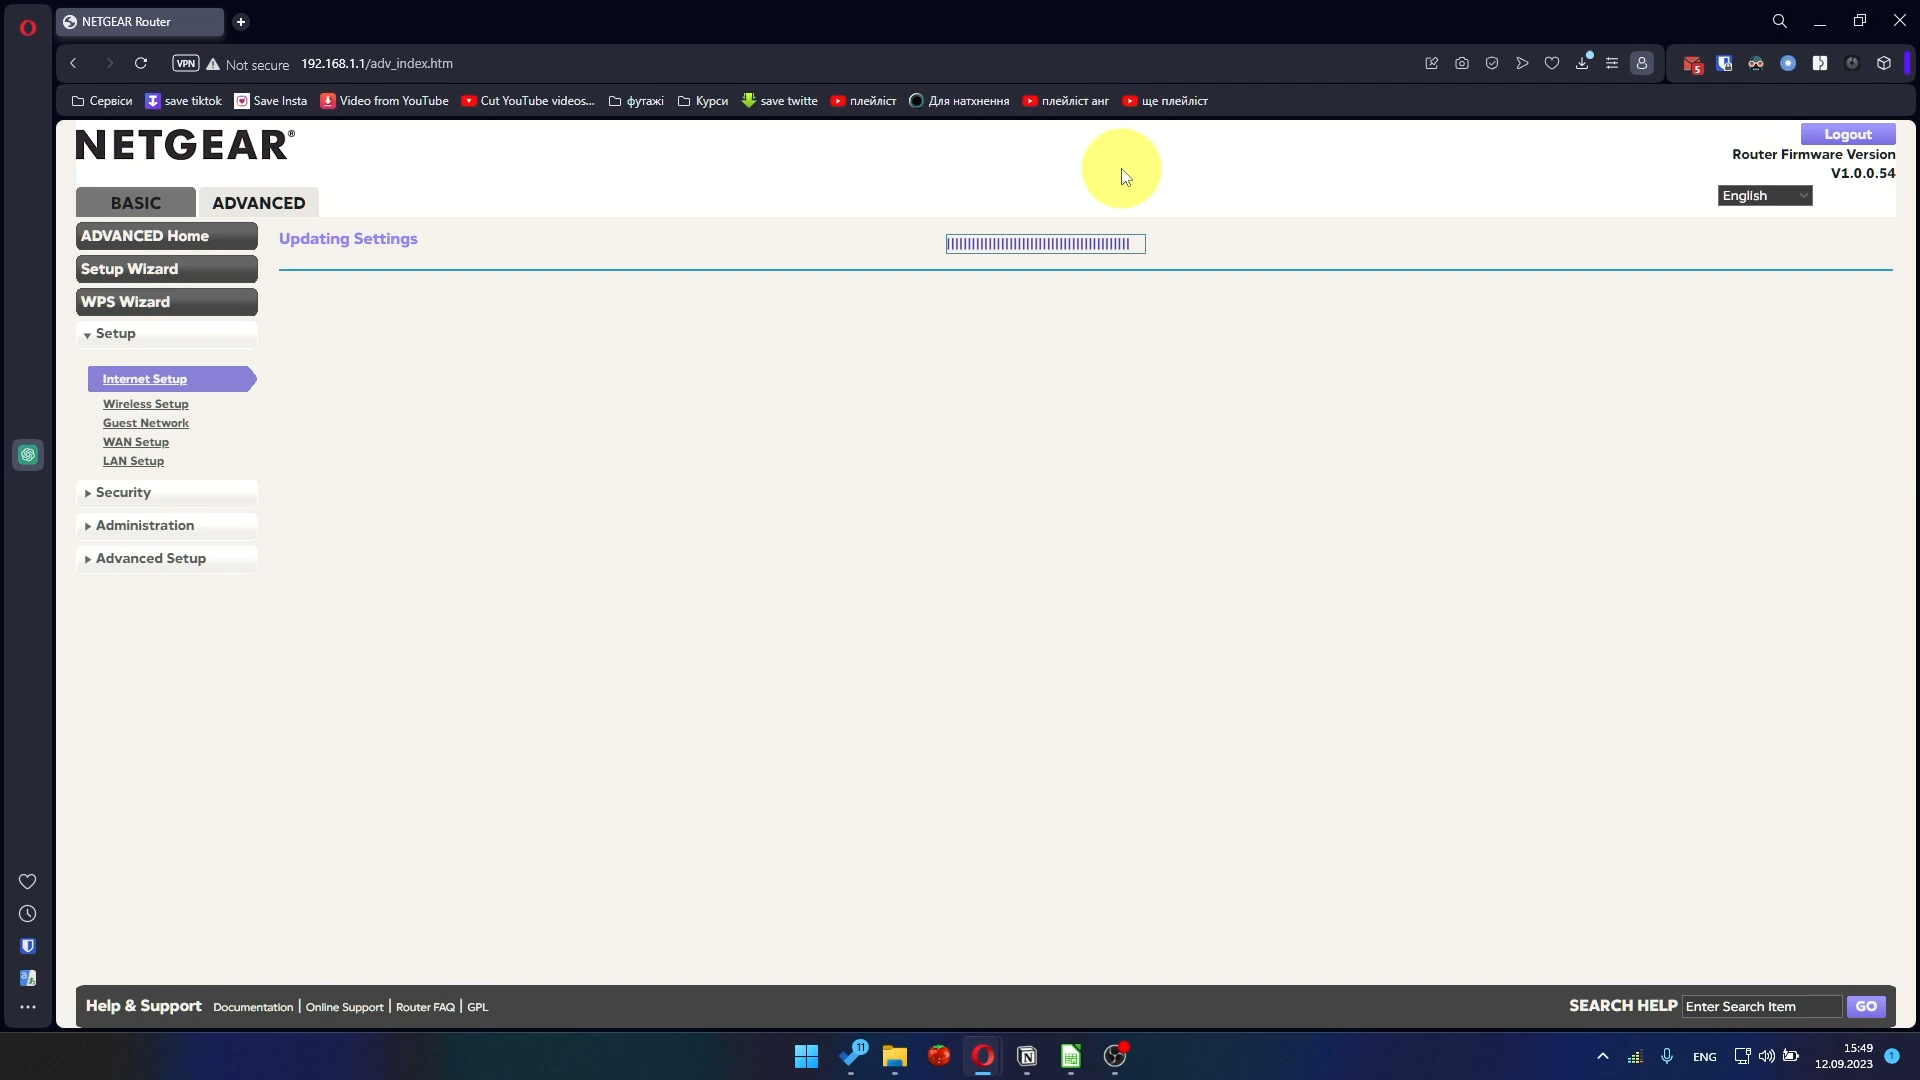 NETGEAR Router
VPN Not secure 192.168.1.1/adv_index.htm
5
Сервіси save tiktok Save Insta Video from YouTube Cut YouTube videos... футажі Курси save twitte плейліст Для натхнення плейліст анг ще плейліст
NETGEAR®
Logout
Router Firmware Version
V1.0.0.54
English
BASIC ADVANCED
ADVANCED Home
Setup Wizard
WPS Wizard
Setup
Internet Setup
Wireless Setup
Guest Network
WAN Setup
LAN Setup
Security
Administration
Advanced Setup
Updating Settings
Help & Support Documentation | Online Support | Router FAQ | GPL
SEARCH HELP Enter Search Item GO
11
ENG
15:49
12.09.2023
1